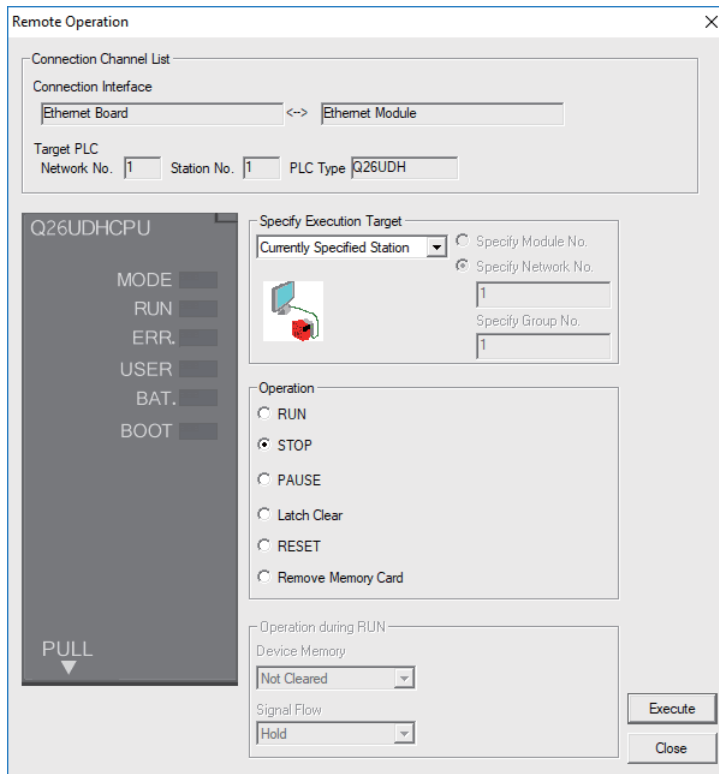 Remote Operation
Connection Channel List
Connection Interface
Ethernet Board <--> Ethernet Module
Target PLC
Network No. 1 Station No. 1 PLC Type Q26UDH
Q26UDHCPU
MODE
RUN
ERR.
USER
BAT.
BOOT
PULL
Specify Execution Target
Currently Specified Station
Specify Module No.
Specify Network No.
1
Specify Group No.
1
Operation
RUN
STOP
PAUSE
Latch Clear
RESET
Remove Memory Card
Operation during RUN
Device Memory
Not Cleared
Signal Flow
Hold
Execute
Close